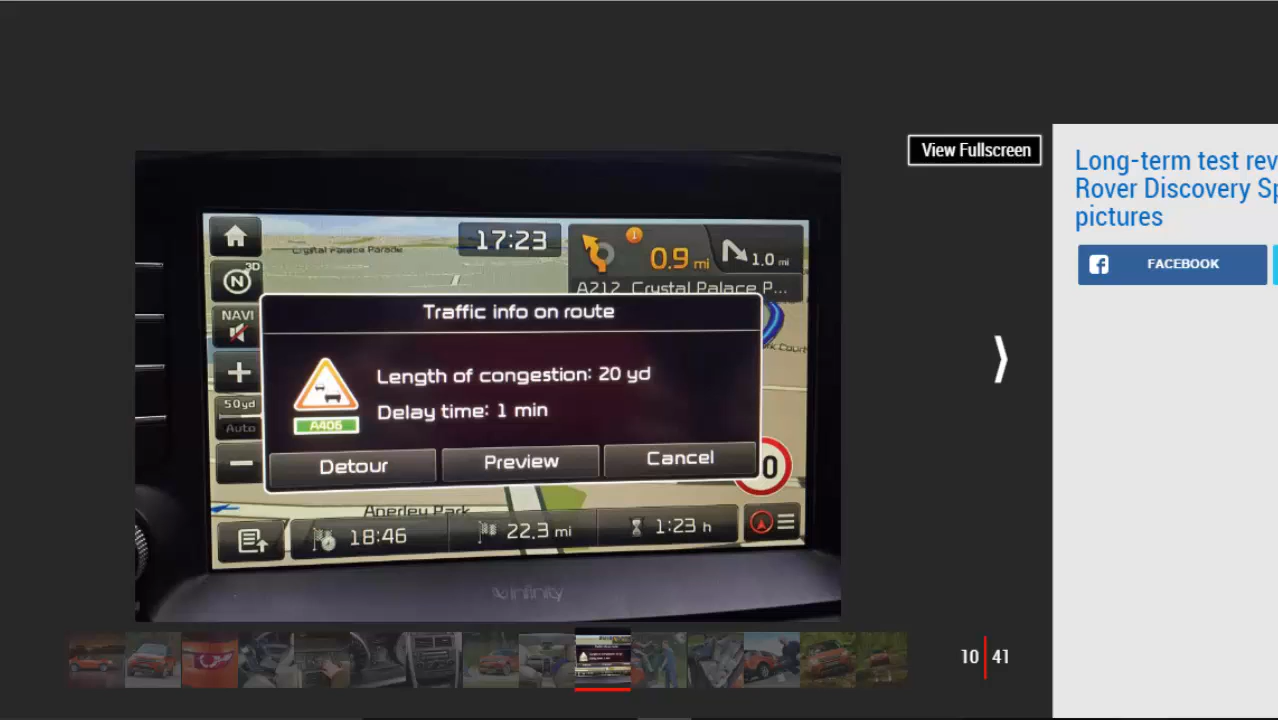 View Fullscreen
Long-term test rev
Rover Discovery Sp
pictures
FACEBOOK
Crystal Palace Parade
17:23
1
0.9 mi
1.0 mi
3D
N
A212 Crystal Palace P...
NAVI
Traffic info on route
Length of congestion: 20 yd
Delay time: 1 min
A406
50yd
Auto
Detour
Preview
Cancel
Anerley Park
18:46
22.3 mi
1:23 h
infinity
10
41